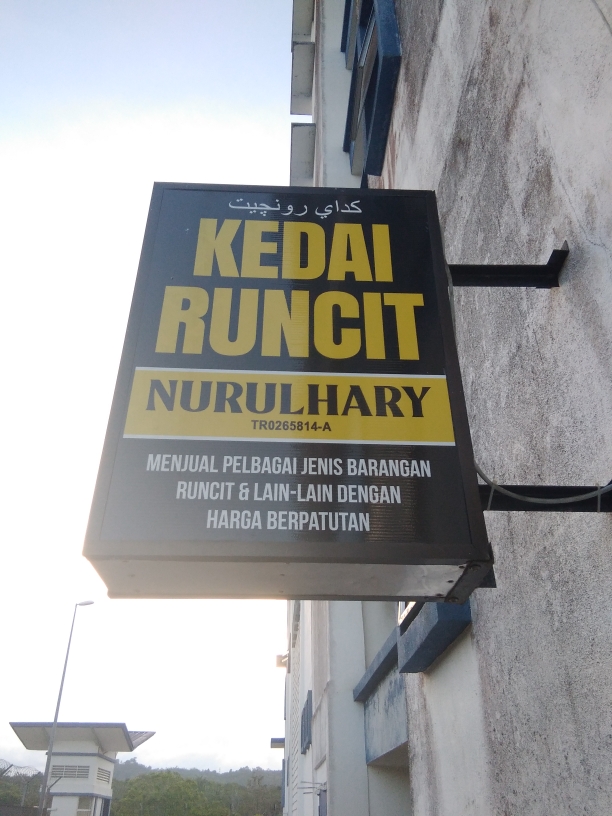 كداي رونچيت
KEDAI
RUNCIT
NURULHARY
TR0265814-A
MENJUAL PELBAGAI JENIS BARANGAN
RUNCIT & LAIN-LAIN DENGAN
HARGA BERPATUTAN